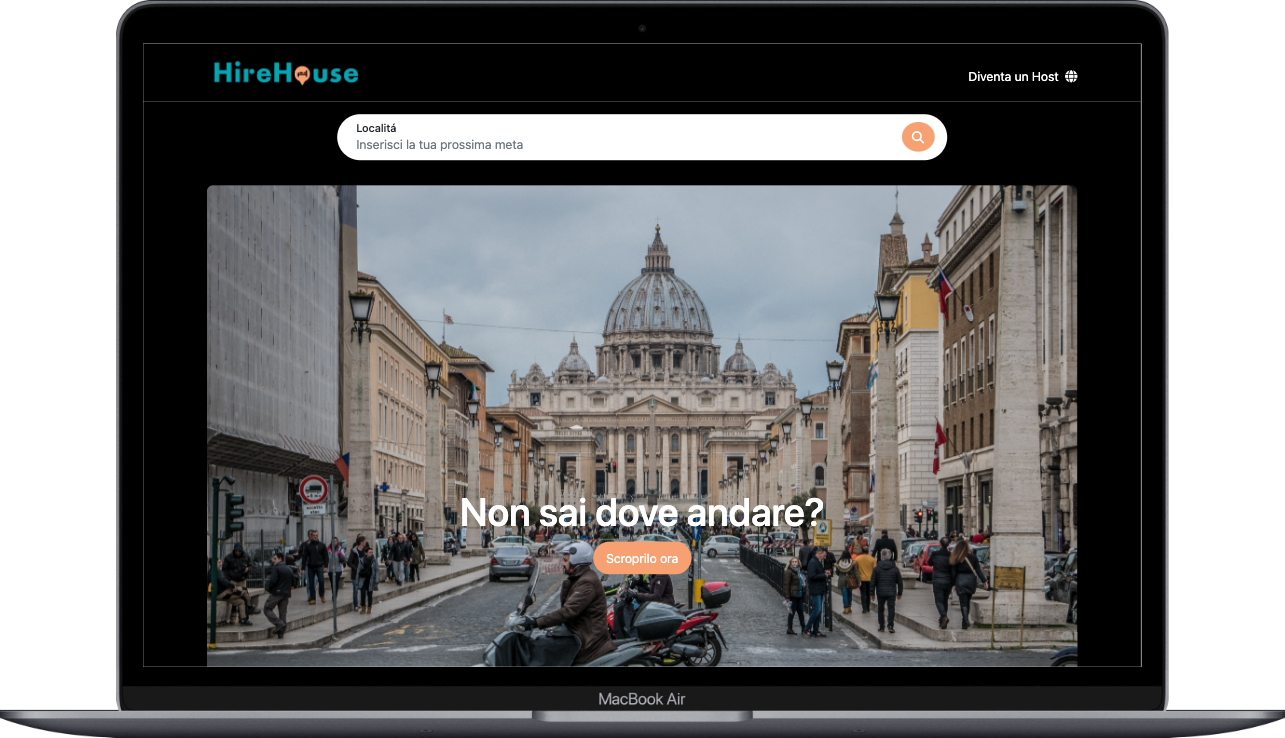 HireHouse
Diventa un Host
Localitá
Inserisci la tua prossima meta
Non sai dove andare?
Scroprilo ora
MacBook Air